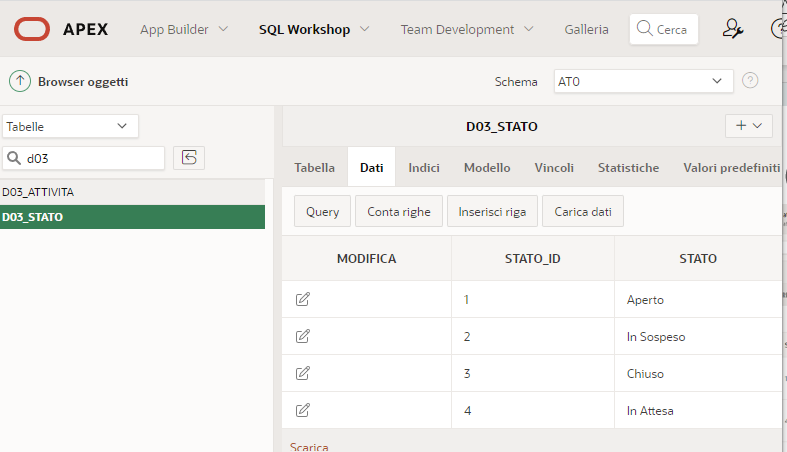 APEX App Builder SQL Workshop Team Development Galleria Cerca
Browser oggetti Schema AT0
Tabelle
d03
D03_ATTIVITA
D03_STATO
D03_STATO
Tabella Dati Indici Modello Vincoli Statistiche Valori predefiniti
Query Conta righe Inserisci riga Carica dati
MODIFICA STATO_ID STATO
1 Aperto
2 In Sospeso
3 Chiuso
4 In Attesa
Scarica